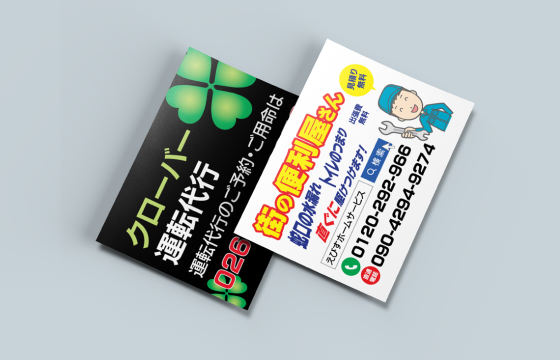 クローバー
運転代行
運転代行のご予約・ご用命は
026
街の便利屋さん
見積り
無料
出張費
無料
蛇口の水漏れ
トイレのつまり
直ぐに駆けつけます!
えびすホームサービス
検索
0120-292-966
直通
電話
090-4294-9274